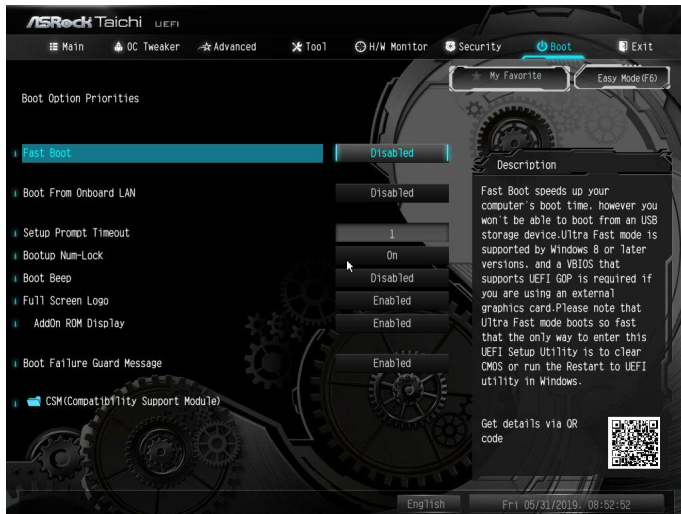 ASRock Taichi UEFI
Main
OC Tweaker
Advanced
Tool
H/W Monitor
Security
Boot
Exit
My Favorite
Easy Mode(F6)
Boot Option Priorities
Fast Boot Disabled
Boot From Onboard LAN Disabled
Setup Prompt Timeout 1
Bootup Num-Lock On
Boot Beep Disabled
Full Screen Logo Enabled
AddOn ROM Display Enabled
Boot Failure Guard Message Enabled
CSM(Compatibility Support Module)
Description
Fast Boot speeds up your
computer's boot time, however you
won't be able to boot from an USB
storage device.Ultra Fast mode is
supported by Windows 8 or later
versions, and a VBIOS that
supports UEFI GOP is required if
you are using an external
graphics card.Please note that
Ultra Fast mode boots so fast
that the only way to enter this
UEFI Setup Utility is to clear
CMOS or run the Restart to UEFI
utility in Windows.
Get details via QR
code
English
Fri 05/31/2019, 08:52:52